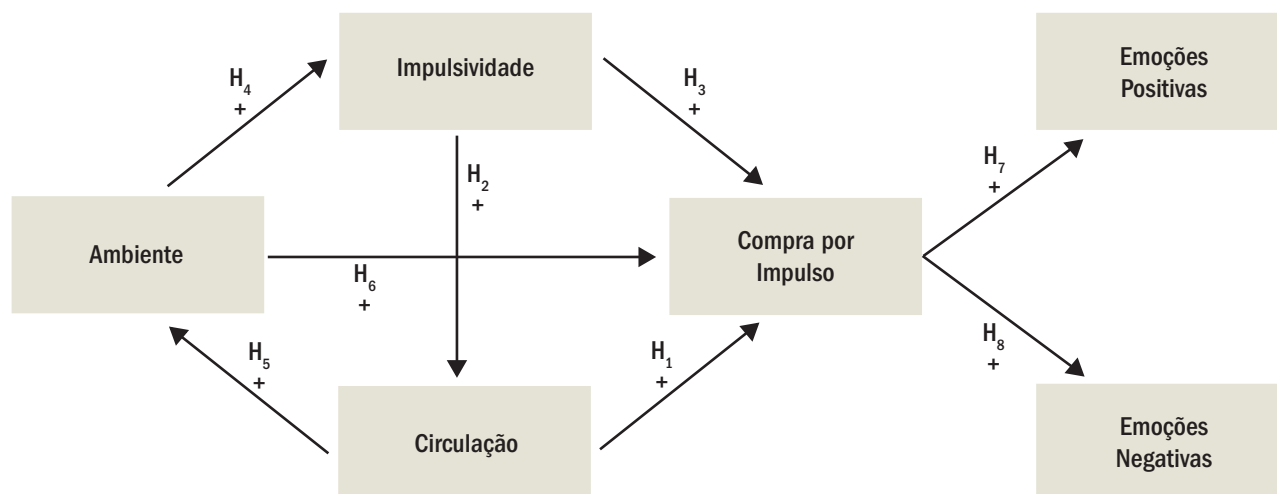 Impulsividade
Emoções
Positivas
H4
+
H3
+
H7
+
H2
+
Ambiente
Compra por
Impulso
H6
+
H5
+
H1
+
H8
+
Circulação
Emoções
Negativas